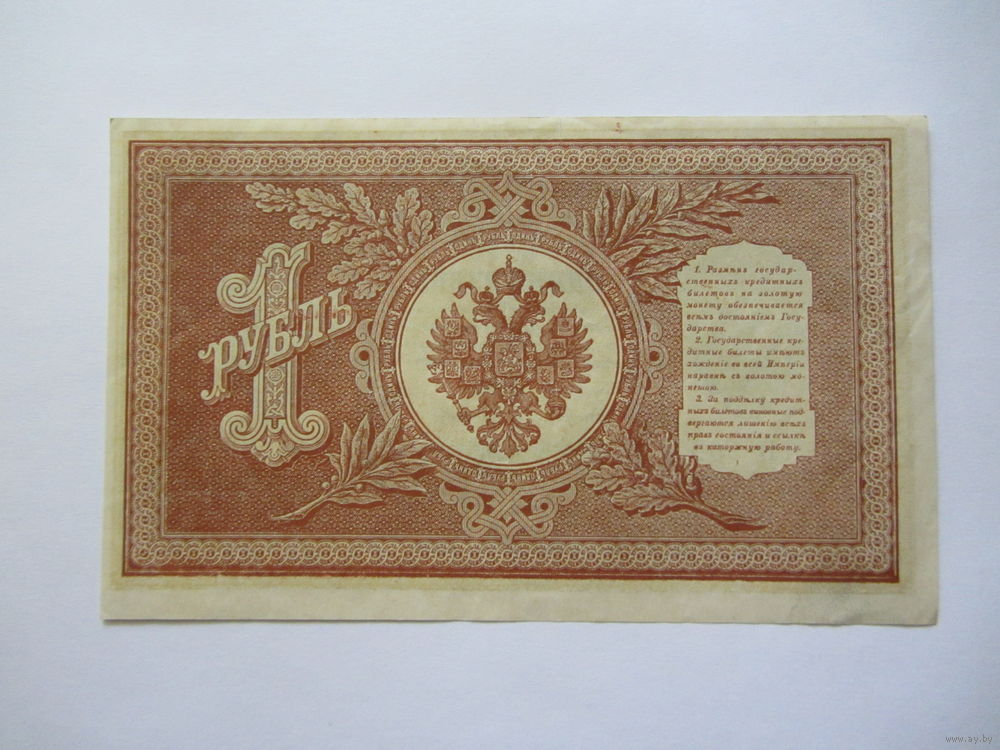 1
РУБЛЬ
1. Размѣнъ государ-
ственныхъ кредитныхъ
билетовъ на золотую
монету обезпечивается
всѣмъ достояніемъ Госу-
дарства.
2. Государственные кре-
дитные билеты имѣютъ
хожденіе во всей Имперіи
наравнѣ съ золотою мо-
нетою.
3. За поддѣлку кредит-
ныхъ билетовъ виновные под-
вергаются лишенію всѣхъ
правъ состоянія и ссылкѣ
въ каторжную работу.
www.ay.by